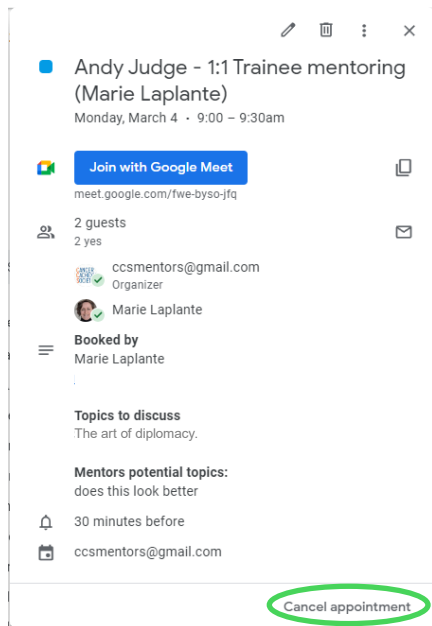 Andy Judge - 1:1 Trainee mentoring
(Marie Laplante)
Monday, March 4 · 9:00 – 9:30am
Join with Google Meet
meet.google.com/fwe-byso-jfq
2 guests
2 yes
ccsmentors@gmail.com
Organizer
Marie Laplante
Booked by
Marie Laplante
Topics to discuss
The art of diplomacy.
Mentors potential topics:
does this look better
30 minutes before
ccsmentors@gmail.com
Cancel appointment